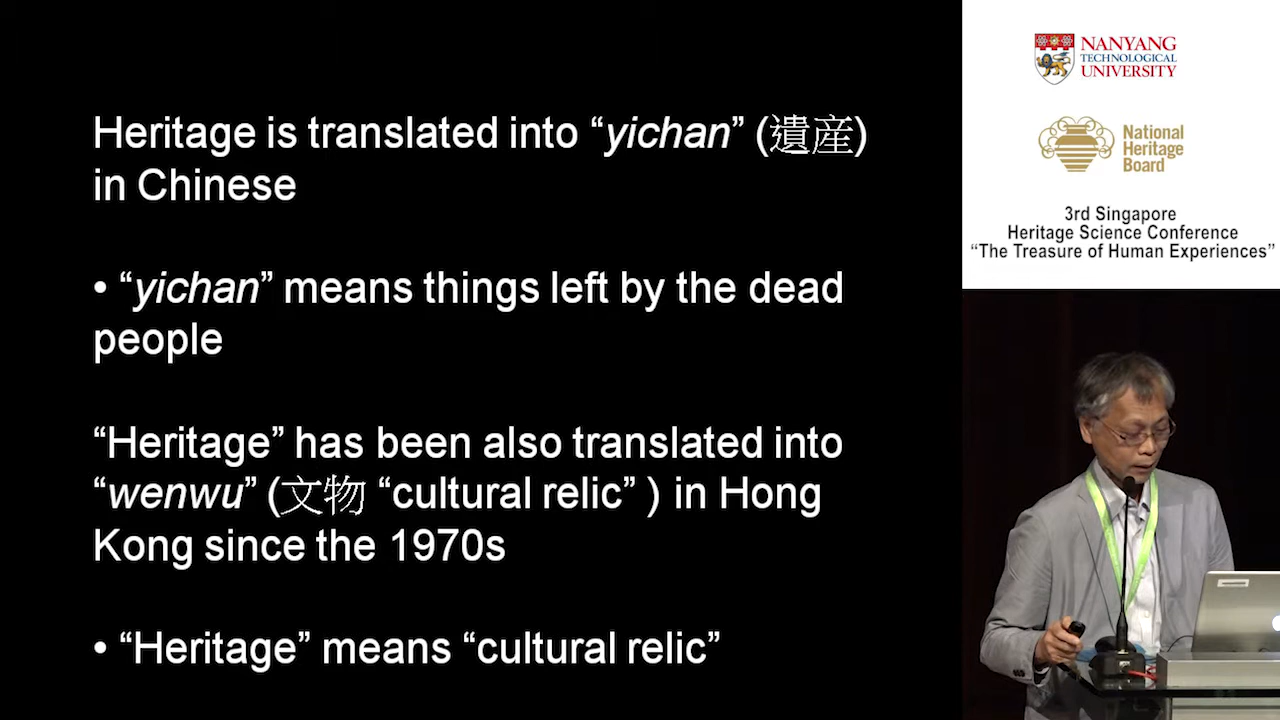 Heritage is translated into “yichan” (遺産)
in Chinese
• “yichan” means things left by the dead
people
“Heritage” has been also translated into
“wenwu” (文物 “cultural relic” ) in Hong
Kong since the 1970s
• “Heritage” means “cultural relic”
NANYANG
TECHNOLOGICAL
UNIVERSITY
National
Heritage
Board
3rd Singapore
Heritage Science Conference
“The Treasure of Human Experiences”